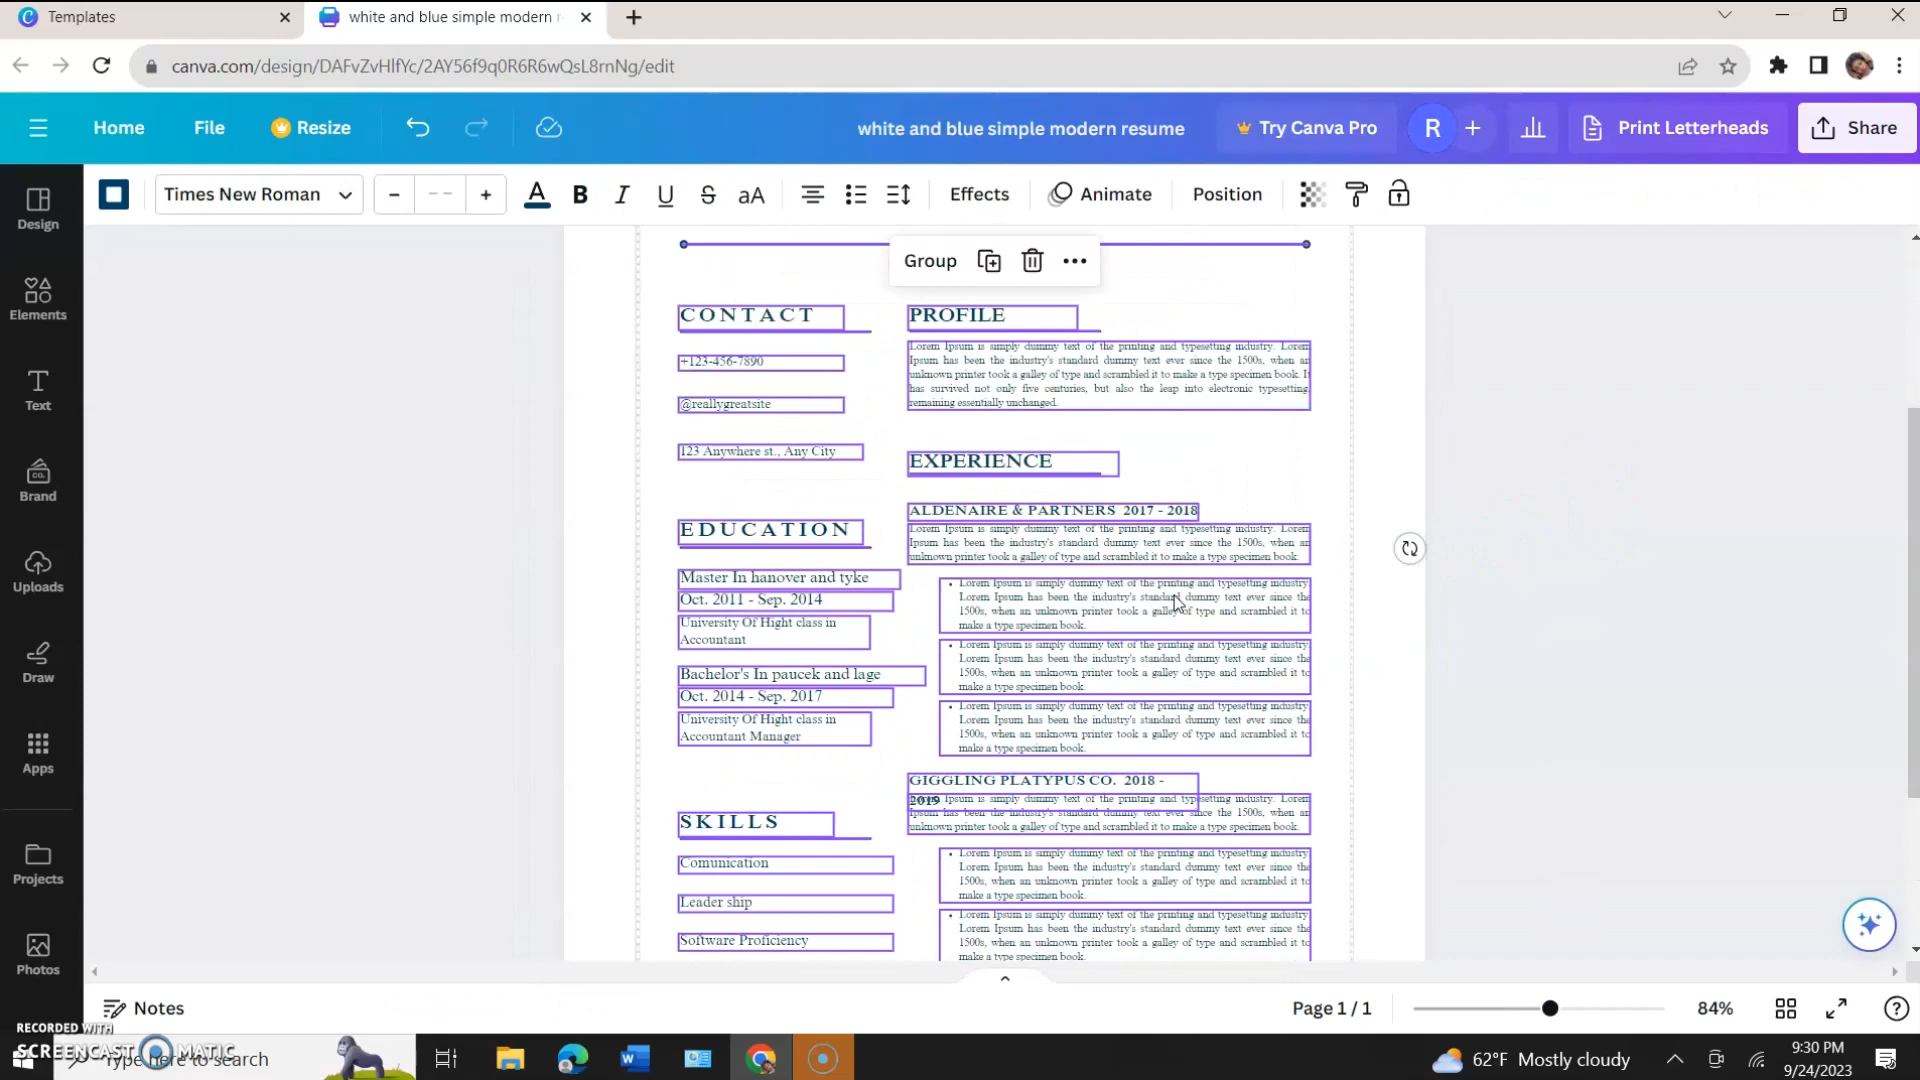 Templates
white and blue simple modern r
canva.com/design/DAFvZvHlfYc/2AY56f9q0R6R6wQsL8rnNg/edit
Home
File
Resize
white and blue simple modern resume
Try Canva Pro
R
Print Letterheads
Share
Times New Roman
aA
Effects
Animate
Position
Design
Elements
Text
Brand
Uploads
Draw
Apps
Projects
Photos
Group
CONTACT
+123-456-7890
@reallygreatsite
123 Anywhere st., Any City
EDUCATION
Master In hanover and tyke
Oct. 2011 - Sep. 2014
University Of Hight class in
Accountant
Bachelor's In paucek and lage
Oct. 2014 - Sep. 2017
University Of Hight class in
Accountant Manager
SKILLS
Comunication
Leader ship
Software Proficiency
PROFILE
Lorem Ipsum is simply dummy text of the printing and typesetting industry. Lorem
Ipsum has been the industry's standard dummy text ever since the 1500s, when an
unknown printer took a galley of type and scrambled it to make a type specimen book. It
has survived not only five centuries, but also the leap into electronic typesetting,
remaining essentially unchanged.
EXPERIENCE
ALDENAIRE & PARTNERS 2017 - 2018
Lorem Ipsum is simply dummy text of the printing and typesetting industry. Lorem
Ipsum has been the industry's standard dummy text ever since the 1500s, when an
unknown printer took a galley of type and scrambled it to make a type specimen book.
• Lorem Ipsum is simply dummy text of the printing and typesetting industry.
Lorem Ipsum has been the industry's standard dummy text ever since the
1500s, when an unknown printer took a galley of type and scrambled it to
make a type specimen book.
• Lorem Ipsum is simply dummy text of the printing and typesetting industry.
Lorem Ipsum has been the industry's standard dummy text ever since the
1500s, when an unknown printer took a galley of type and scrambled it to
make a type specimen book.
• Lorem Ipsum is simply dummy text of the printing and typesetting industry.
Lorem Ipsum has been the industry's standard dummy text ever since the
1500s, when an unknown printer took a galley of type and scrambled it to
make a type specimen book.
GIGGLING PLATYPUS CO. 2018 -
2019
Ipsum is simply dummy text of the printing and typesetting industry. Lorem
Ipsum has been the industry's standard dummy text ever since the 1500s, when an
unknown printer took a galley of type and scrambled it to make a type specimen book.
• Lorem Ipsum is simply dummy text of the printing and typesetting industry.
Lorem Ipsum has been the industry's standard dummy text ever since the
1500s, when an unknown printer took a galley of type and scrambled it to
make a type specimen book.
• Lorem Ipsum is simply dummy text of the printing and typesetting industry.
Lorem Ipsum has been the industry's standard dummy text ever since the
1500s, when an unknown printer took a galley of type and scrambled it to
make a type specimen book.
Notes
Page 1 / 1
84%
RECORDED WITH
SCREENCAST MATIC
Type here to search
62°F Mostly cloudy
9:30 PM
9/24/2023